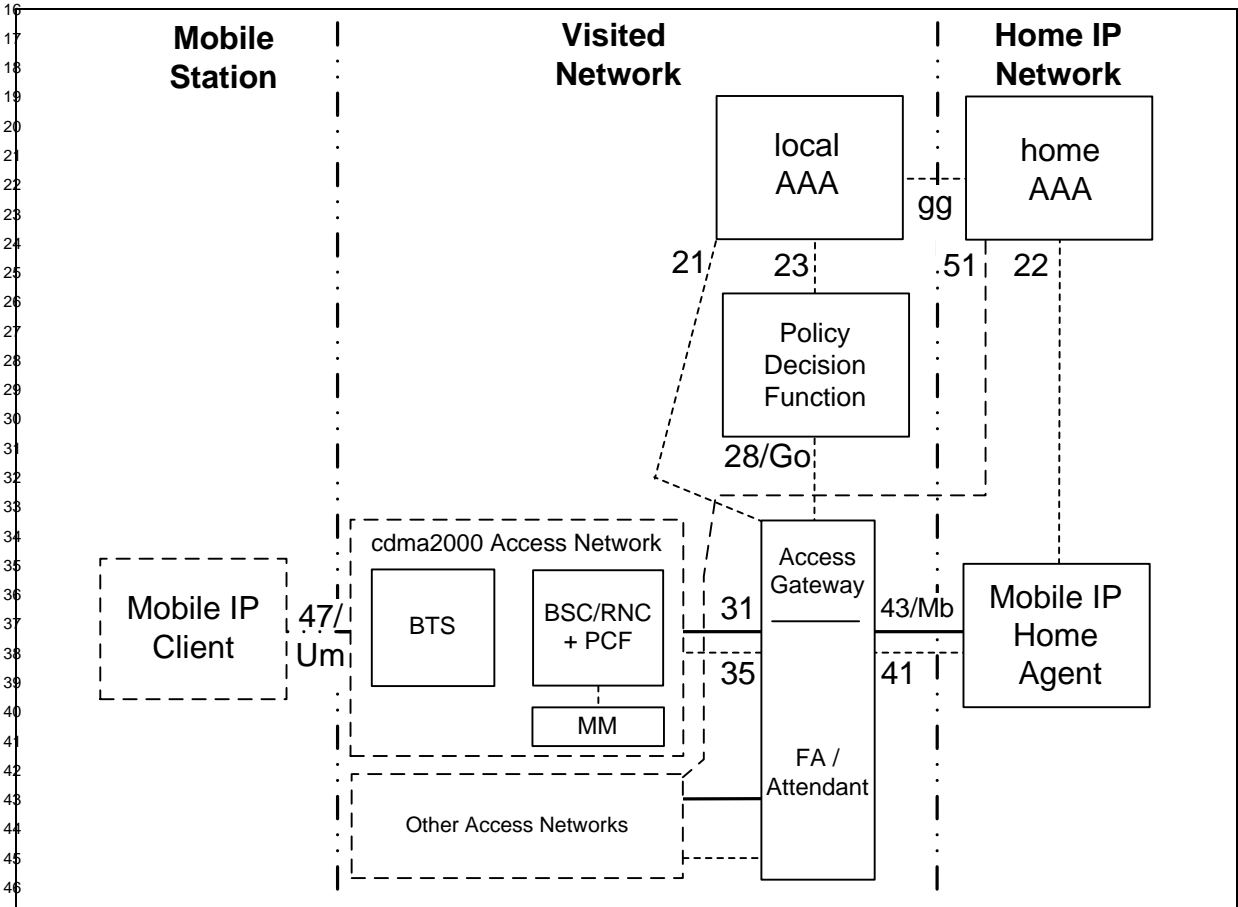 16
17
18
19
20
21
22
23
24
25
26
27
28
29
30
31
32
33
34
35
36
37
38
39
40
41
42
43
44
45
46
Mobile
Station
Visited
Network
Home IP
Network
local
AAA
home
AAA
gg
21
23
51
22
Policy
Decision
Function
28/Go
cdma2000 Access Network
BTS
BSC/RNC
+ PCF
MM
Mobile IP
Client
47/
Um
31
35
Access
Gateway
FA /
Attendant
43/Mb
41
Mobile IP
Home
Agent
Other Access Networks